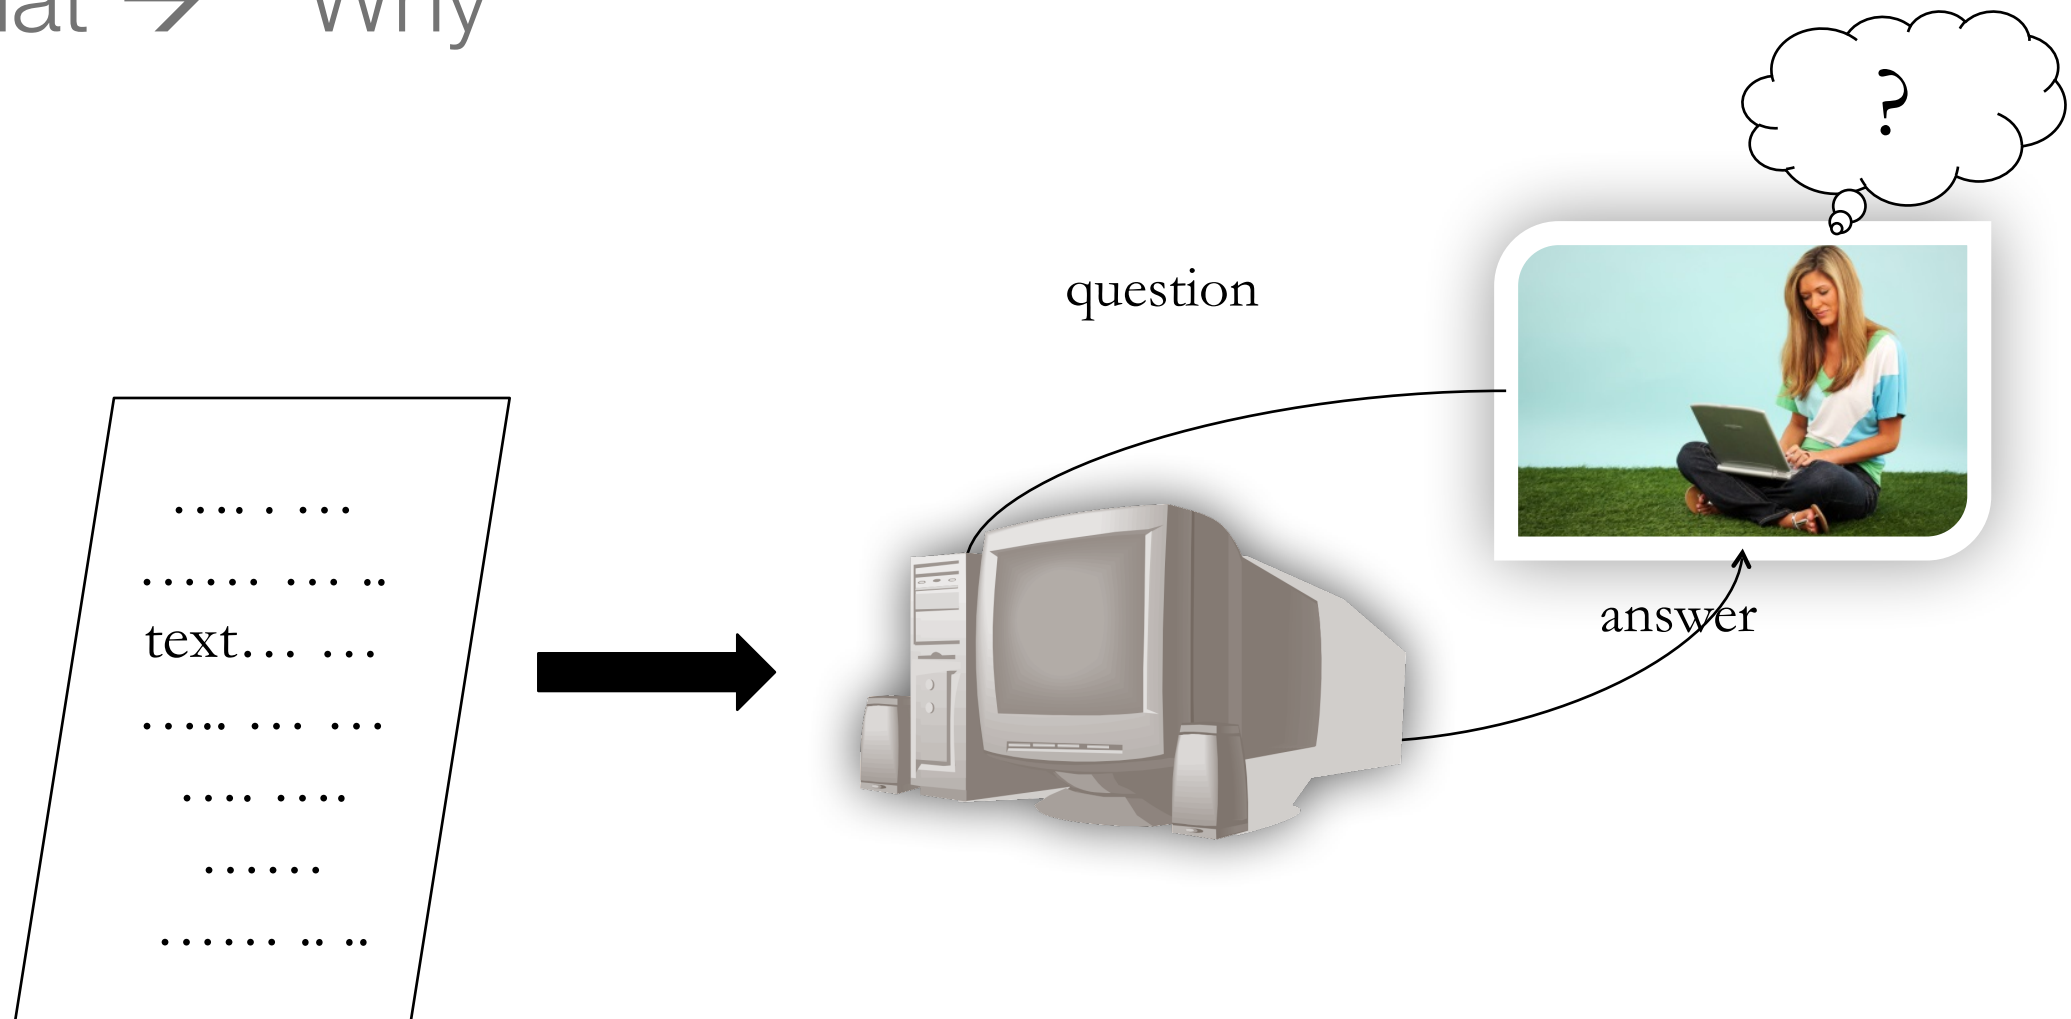 → Why
?
question
.... . ...
...... ... ..
text... ...
..... ... ...
.... ....
......
...... .. ..
answer